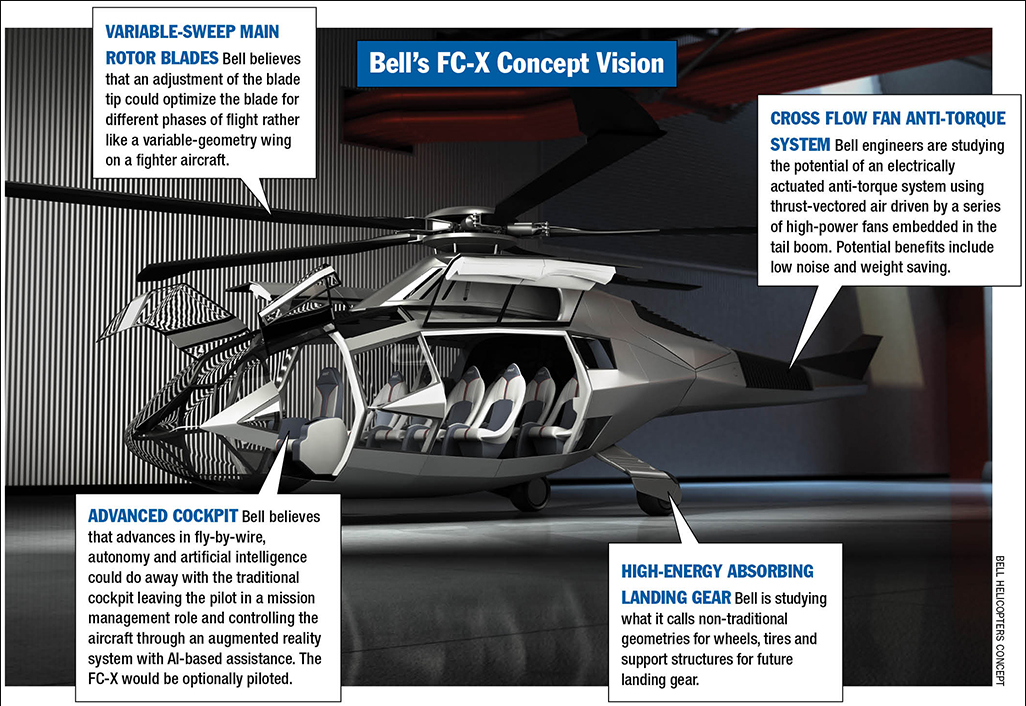 Bell's FC-X Concept Vision
VARIABLE-SWEEP MAIN
ROTOR BLADES Bell believes
that an adjustment of the blade
tip could optimize the blade for
different phases of flight rather
like a variable-geometry wing
on a fighter aircraft.
CROSS FLOW FAN ANTI-TORQUE
SYSTEM Bell engineers are studying
the potential of an electrically
actuated anti-torque system using
thrust-vectored air driven by a series
of high-power fans embedded in the
tail boom. Potential benefits include
low noise and weight saving.
ADVANCED COCKPIT Bell believes
that advances in fly-by-wire,
autonomy and artificial intelligence
could do away with the traditional
cockpit leaving the pilot in a mission
management role and controlling the
aircraft through an augmented reality
system with AI-based assistance. The
FC-X would be optionally piloted.
HIGH-ENERGY ABSORBING
LANDING GEAR Bell is studying
what it calls non-traditional
geometries for wheels, tires and
support structures for future
landing gear.
BELL HELICOPTERS CONCEPT